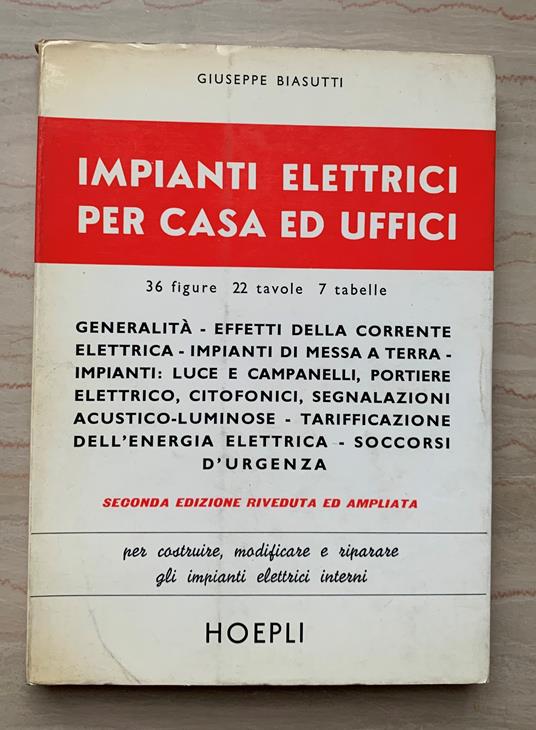 GIUSEPPE BIASUTTI
IMPIANTI ELETTRICI
PER CASA ED UFFICI
36 figure 22 tavole 7 tabelle
GENERALITÀ - EFFETTI DELLA CORRENTE
ELETTRICA - IMPIANTI DI MESSA A TERRA -
IMPIANTI: LUCE E CAMPANELLI, PORTIERE
ELETTRICO, CITOFONICI, SEGNALAZIONI
ACUSTICO-LUMINOSE - TARIFFICAZIONE
DELL'ENERGIA ELETTRICA - SOCCORSI
D'URGENZA
SECONDA EDIZIONE RIVEDUTA ED AMPLIATA
per costruire, modificare e riparare
gli impianti elettrici interni
HOEPLI